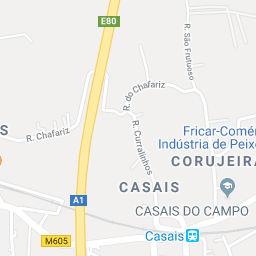 E80
R. São Frutuoso
R. do Chafariz
R. Chafariz
R. Curralinhos
Fricar-Comér
Indústria de Peixe
CORUJEIRA
S
CASAIS
CASAIS DO CAMPO
A1
M605
Casais